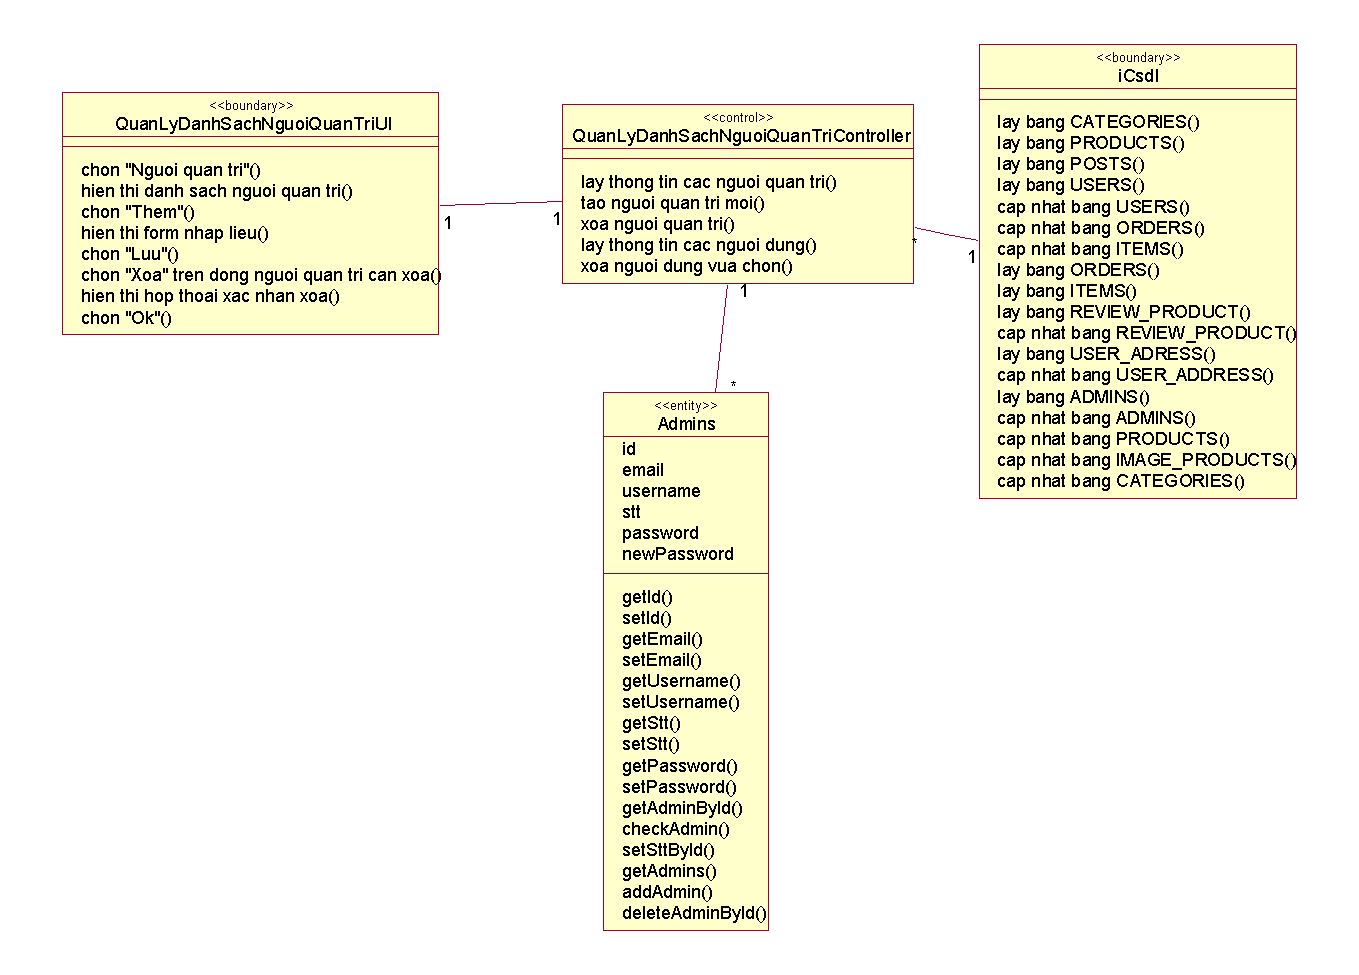 <<boundary>>
QuanLyDanhSachNguoiQuanTriUI
chon "Nguoi quan tri"()
hien thi danh sach nguoi quan tri()
chon "Them"()
hien thi form nhap lieu()
chon "Luu"()
chon "Xoa" tren dong nguoi quan tri can xoa()
hien thi hop thoai xac nhan xoa()
chon "Ok"()
1
1
<<control>>
QuanLyDanhSachNguoiQuanTriController
lay thong tin cac nguoi quan tri()
tao nguoi quan tri moi()
xoa nguoi quan tri()
lay thong tin cac nguoi dung()
xoa nguoi dung vua chon()
*
1
1
*
<<boundary>>
iCsdl
lay bang CATEGORIES()
lay bang PRODUCTS()
lay bang POSTS()
lay bang USERS()
cap nhat bang USERS()
cap nhat bang ORDERS()
cap nhat bang ITEMS()
lay bang ORDERS()
lay bang ITEMS()
lay bang REVIEW_PRODUCT()
cap nhat bang REVIEW_PRODUCT()
lay bang USER_ADRESS()
cap nhat bang USER_ADDRESS()
lay bang ADMINS()
cap nhat bang ADMINS()
cap nhat bang PRODUCTS()
cap nhat bang IMAGE_PRODUCTS()
cap nhat bang CATEGORIES()
<<entity>>
Admins
id
email
username
stt
password
newPassword
getId()
setId()
getEmail()
setEmail()
getUsername()
setUsername()
getStt()
setStt()
getPassword()
setPassword()
getAdminById()
checkAdmin()
setSttById()
getAdmins()
addAdmin()
deleteAdminById()